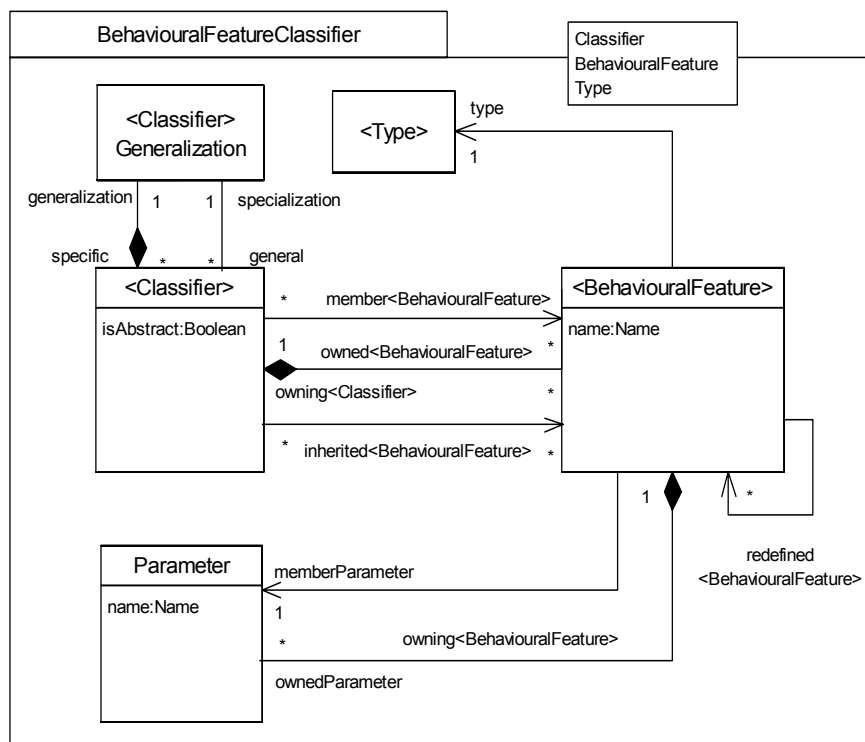 BehaviouralFeatureClassifier
Classifier
BehaviouralFeature
Type
<Classifier>
Generalization
<Type>
type
1
generalization
1
1
specialization
specific
*
*
general
<Classifier>
isAbstract:Boolean
*
member<BehaviouralFeature>
<BehaviouralFeature>
name:Name
1
owned<BehaviouralFeature>
*
owning<Classifier>
*
*
inherited<BehaviouralFeature>
*
1
*
redefined
<BehaviouralFeature>
Parameter
name:Name
memberParameter
1
*
owning<BehaviouralFeature>
ownedParameter